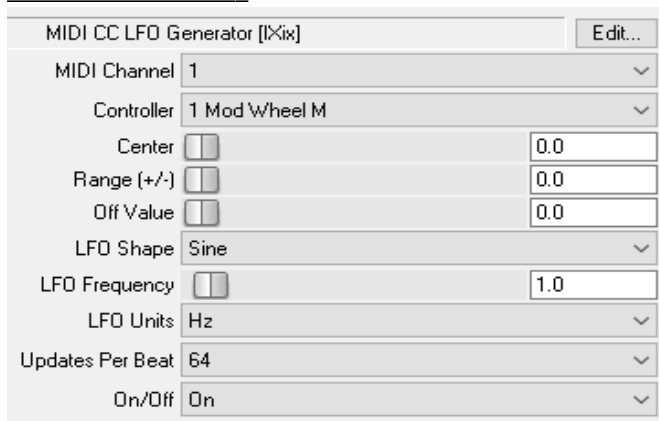 MIDI CC LFO Generator [IXix] Edit...
MIDI Channel 1
Controller 1 Mod Wheel M
Center 0.0
Range (+/-) 0.0
Off Value 0.0
LFO Shape Sine
LFO Frequency 1.0
LFO Units Hz
Updates Per Beat 64
On/Off On